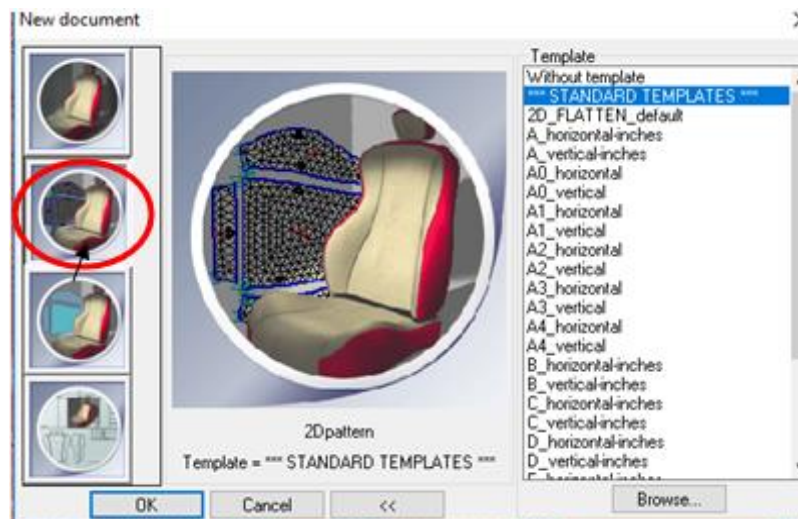 New document
2Dpattern
Template = *** STANDARD TEMPLATES ***
OK
Cancel
<<
Template
Without template
*** STANDARD TEMPLATES ***
2D_FLATTEN_default
A_horizontal-inches
A_vertical-inches
A0_horizontal
A0_vertical
A1_horizontal
A1_vertical
A2_horizontal
A2_vertical
A3_horizontal
A3_vertical
A4_horizontal
A4_vertical
B_horizontal-inches
B_vertical-inches
C_horizontal-inches
C_vertical-inches
D_horizontal-inches
D_vertical-inches
Browse...